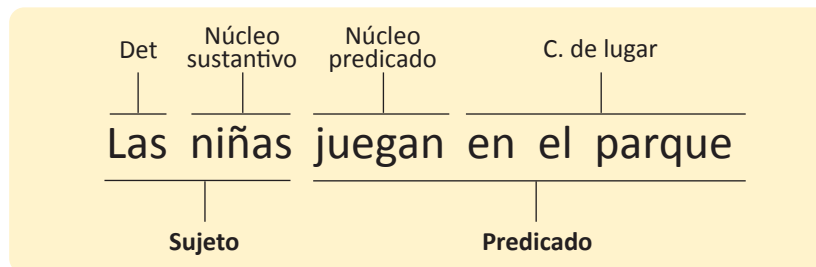 Det
Núcleo
sustantivo
Núcleo
predicado
C. de lugar
Las niñas juegan en el parque
Sujeto
Predicado